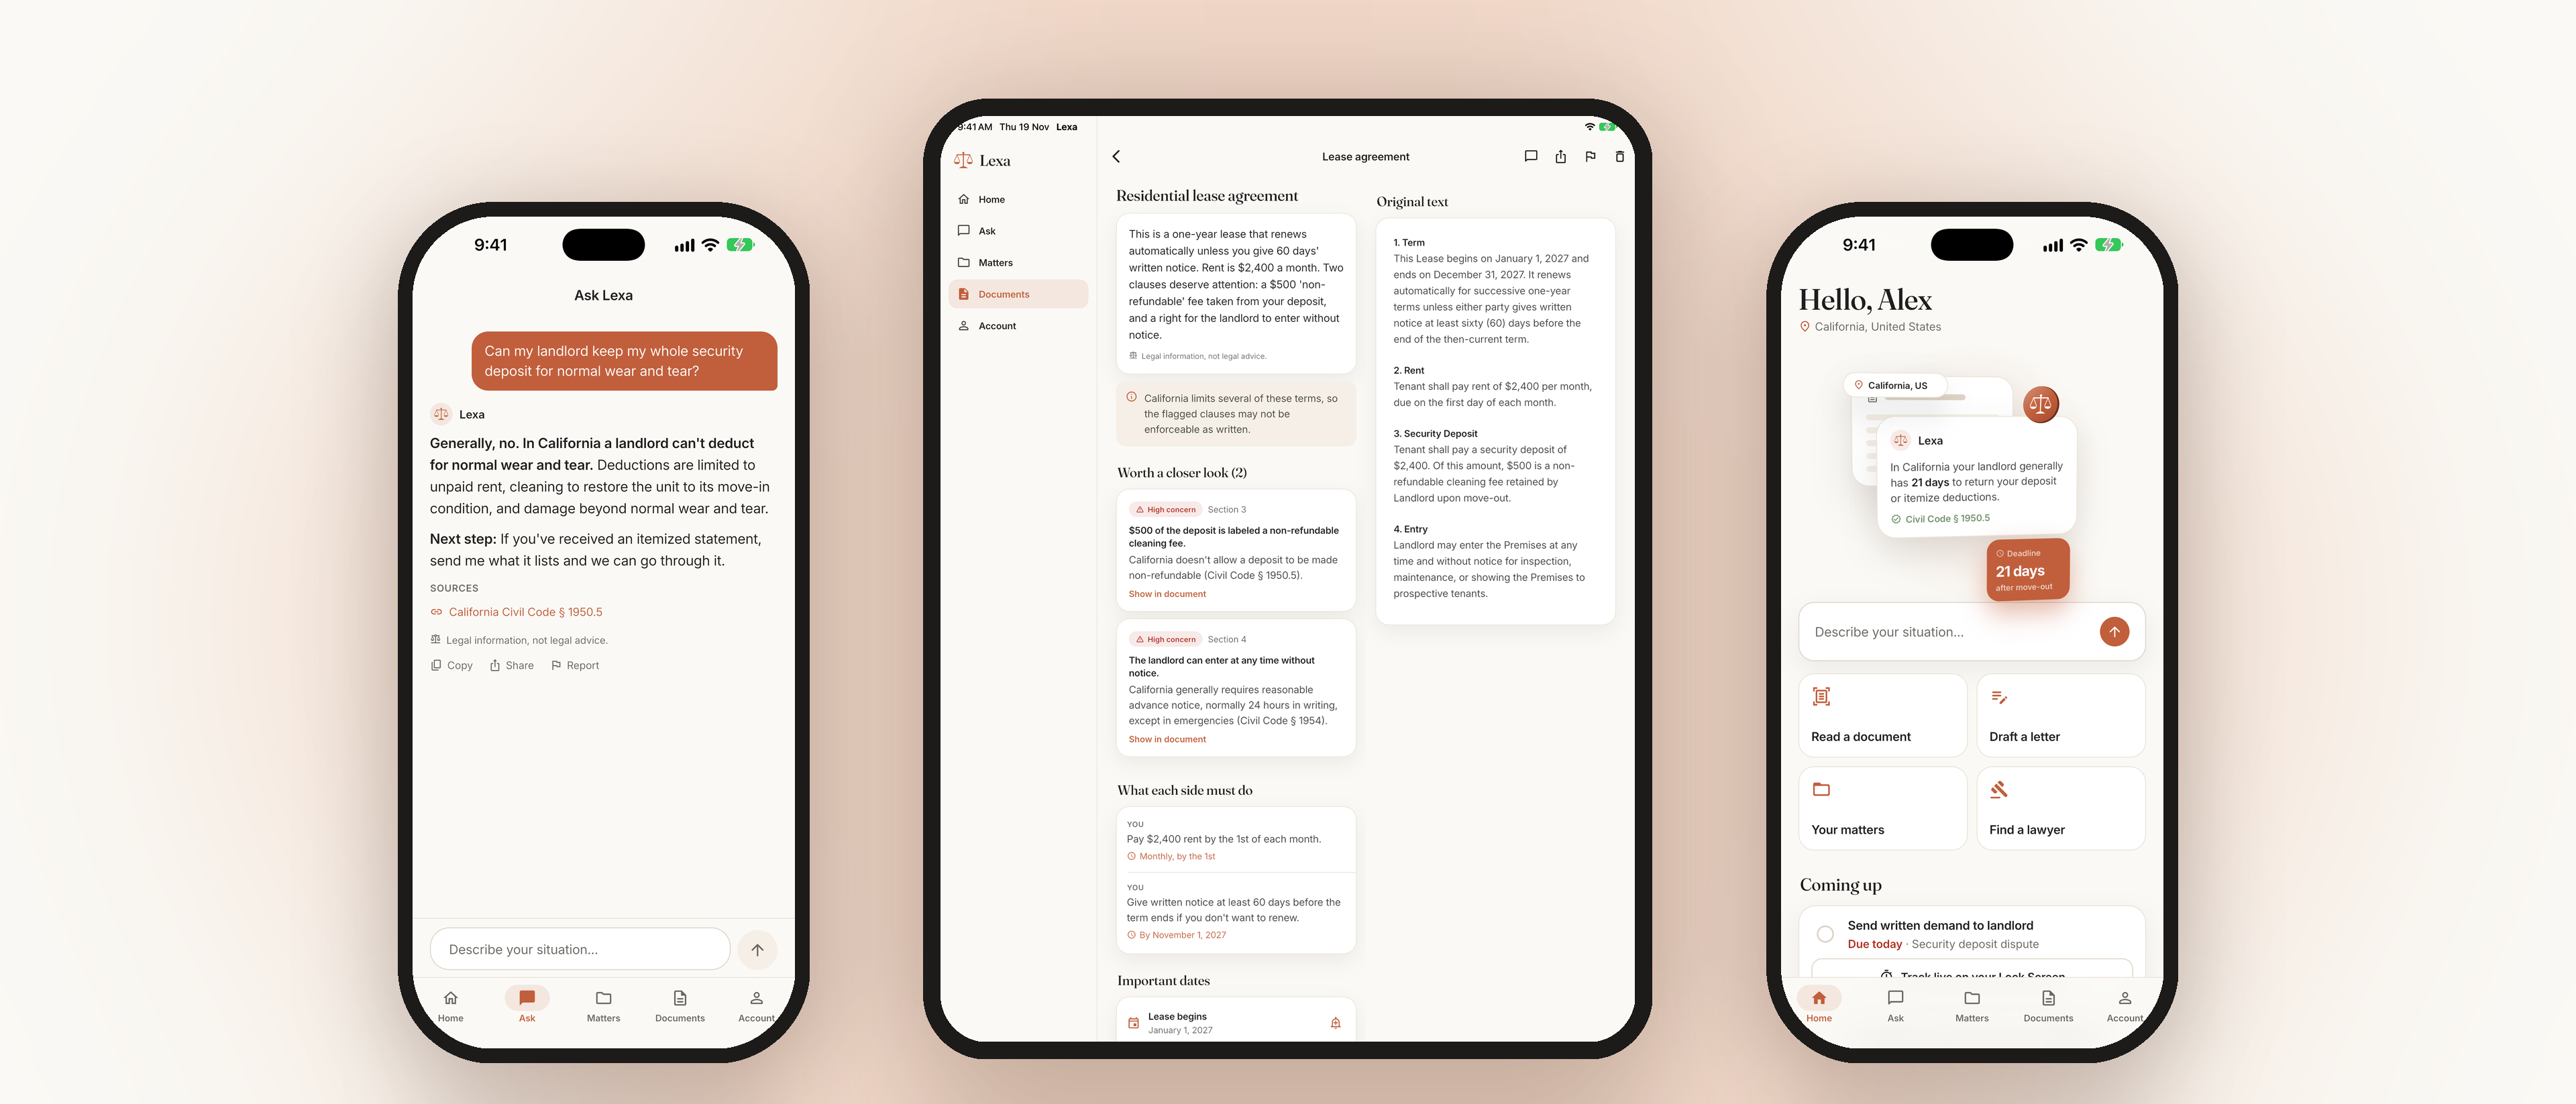 9:41
Ask Lexa
Can my landlord keep my whole security
deposit for normal wear and tear?
Lexa
Generally, no. In California a landlord can't deduct
for normal wear and tear. Deductions are limited to
unpaid rent, cleaning to restore the unit to its move-in
condition, and damage beyond normal wear and tear.
Next step: If you've received an itemized statement,
send me what it lists and we can go through it.
SOURCES
California Civil Code § 1950.5
Legal information, not legal advice.
Copy Share Report
Describe your situation...
Home Ask Matters Documents Account
9:41 AM Thu 19 Nov Lexa
Lexa
Home
Ask
Matters
Documents
Account
Lease agreement
Residential lease agreement
This is a one-year lease that renews
automatically unless you give 60 days'
written notice. Rent is $2,400 a month. Two
clauses deserve attention: a $500 'non-
refundable' fee taken from your deposit,
and a right for the landlord to enter without
notice.
Legal information, not legal advice.
California limits several of these terms, so
the flagged clauses may not be
enforceable as written.
Worth a closer look (2)
High concern Section 3
$500 of the deposit is labeled a non-refundable
cleaning fee.
California doesn't allow a deposit to be made
non-refundable (Civil Code § 1950.5).
Show in document
High concern Section 4
The landlord can enter at any time without
notice.
California generally requires reasonable
advance notice, normally 24 hours in writing,
except in emergencies (Civil Code § 1954).
Show in document
What each side must do
YOU
Pay $2,400 rent by the 1st of each month.
Monthly, by the 1st
YOU
Give written notice at least 60 days before the
term ends if you don't want to renew.
By November 1, 2027
Important dates
Lease begins
January 1, 2027
Original text
1. Term
This Lease begins on January 1, 2027 and
ends on December 31, 2027. It renews
automatically for successive one-year
terms unless either party gives written
notice at least sixty (60) days before the
end of the then-current term.
2. Rent
Tenant shall pay rent of $2,400 per month,
due on the first day of each month.
3. Security Deposit
Tenant shall pay a security deposit of
$2,400. Of this amount, $500 is a non-
refundable cleaning fee retained by
Landlord upon move-out.
4. Entry
Landlord may enter the Premises at any
time and without notice for inspection,
maintenance, or showing the Premises to
prospective tenants.
9:41
Hello, Alex
California, United States
California, US
Lexa
In California your landlord generally
has 21 days to return your deposit
or itemize deductions.
Civil Code § 1950.5
Deadline
21 days
after move-out
Describe your situation...
Read a document
Draft a letter
Your matters
Find a lawyer
Coming up
Send written demand to landlord
Due today · Security deposit dispute
Track live on your Lock Screen
Home Ask Matters Documents Account